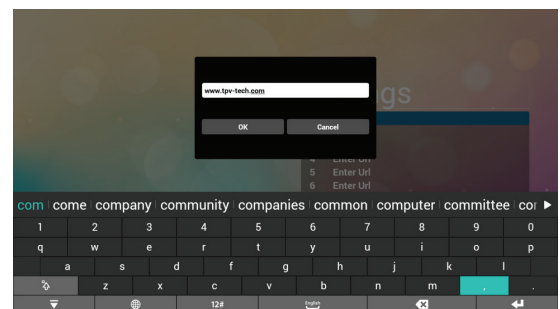 www.tpv-tech.com
gs
OK Cancel
4 Enter Url
5 Enter Url
6 Enter Url
com come company community companies common computer committee cor
1 2 3 4 5 6 7 8 9 0
q w e r t y u i o p
a s d f g h j k l
z x c v b n m , .
12# English